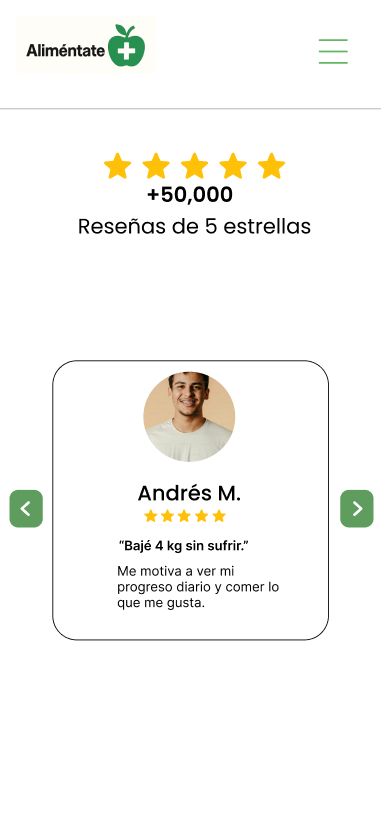 Aliméntate
+50,000
Reseñas de 5 estrellas
Andrés M.
“Bajé 4 kg sin sufrir.”
Me motiva a ver mi
progreso diario y comer lo
que me gusta.